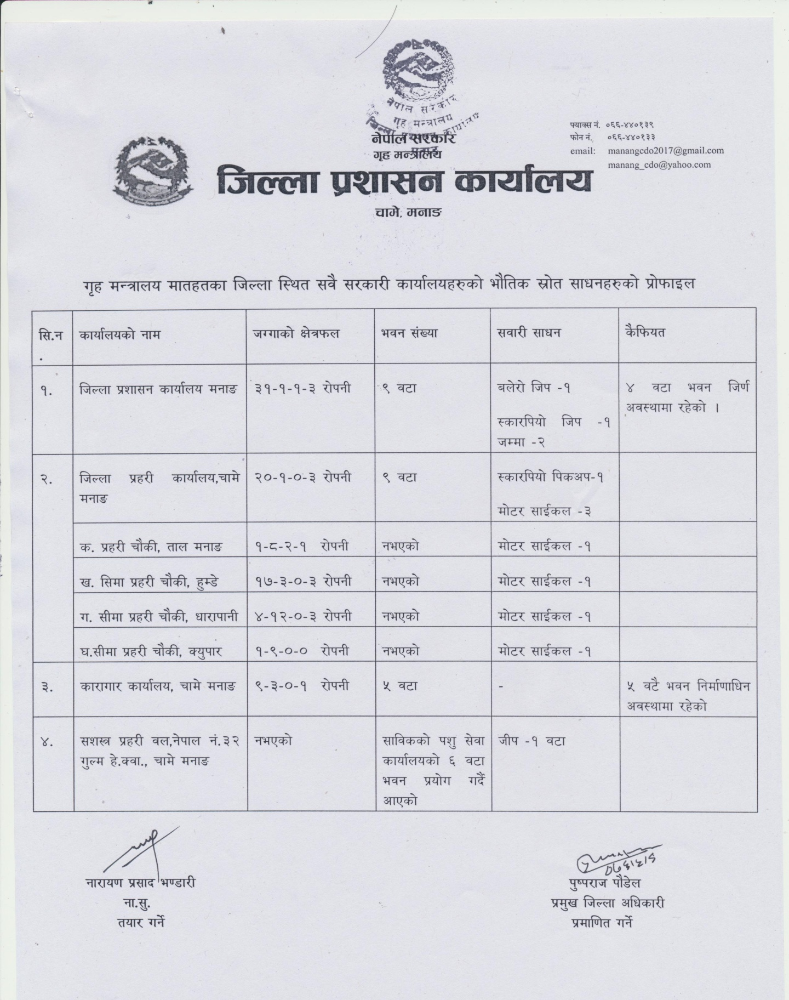 नेपाल सरकार
गृह मन्त्रालय
जिल्ला प्रशासन कार्यालय
नेपाल सरकार
गृह मन्त्रालय
जिल्ला प्रशासन कार्यालय
चामे, मनाङ
फ्याक्स नं. ०६६-४४०१३९
फोन नं. ०६६-४४०१३३
email: manangcdo2017@gmail.com
manang_cdo@yahoo.com
गृह मन्त्रालय मातहतका जिल्ला स्थित सवै सरकारी कार्यालयहरुको भौतिक स्रोत साधनहरुको प्रोफाइल
सि.न. कार्यालयको नाम जग्गाको क्षेत्रफल भवन संख्या सवारी साधन कैफियत
१. जिल्ला प्रशासन कार्यालय मनाङ ३१-१-१-३ रोपनी ९ वटा बलेरो जिप -१ ४ वटा भवन जिर्ण
अवस्थामा रहेको ।
स्कारपियो जिप -१
जम्मा -२
२. जिल्ला प्रहरी कार्यालय,चामे २०-१-०-३ रोपनी ९ वटा स्कारपियो पिकअप-१
मनाङ
मोटर साईकल -३
क. प्रहरी चौकी, ताल मनाङ १-८-२-१ रोपनी नभएको मोटर साईकल -१
ख. सिमा प्रहरी चौकी, हुम्डे १७-३-०-३ रोपनी नभएको मोटर साईकल -१
ग. सीमा प्रहरी चौकी, धारापानी ४-१२-०-३ रोपनी नभएको मोटर साईकल -१
घ.सीमा प्रहरी चौकी, क्युपार १-९-०-० रोपनी नभएको मोटर साईकल -१
३. कारागार कार्यालय, चामे मनाङ ९-३-०-१ रोपनी ५ वटा - ५ वटै भवन निर्माणाधिन
अवस्थामा रहेको
४. सशस्त्र प्रहरी वल,नेपाल नं.३२ नभएको साविकको पशु सेवा जीप -१ वटा
गुल्म हे.क्वा., चामे मनाङ कार्यालयको ६ वटा
भवन प्रयोग गर्दै
आएको
नारायण प्रसाद भण्डारी
ना.सु.
तयार गर्ने
पुष्पराज पौडेल
प्रमुख जिल्ला अधिकारी
प्रमाणित गर्ने